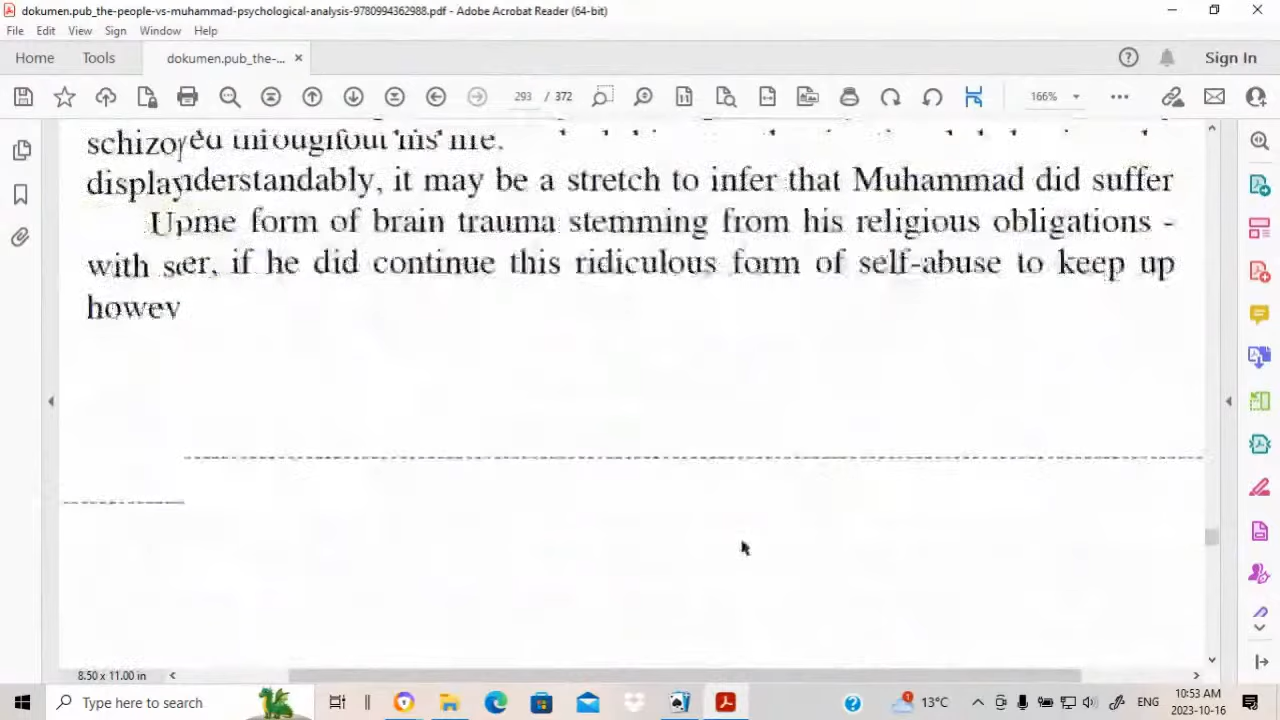 dokumen.pub_the-people-vs-muhammad-psychological-analysis-9780994362988.pdf - Adobe Acrobat Reader (64-bit)
File Edit View Sign Window Help
Home Tools dokumen.pub_the-... × Sign In
293 / 372 166%
displayderstandably, it may be a stretch to infer that Muhammad did suffer
Upme form of brain trauma stemming from his religious obligations -
with ser, if he did continue this ridiculous form of self-abuse to keep up
howev
8.50 x 11.00 in
Type here to search 13°C ENG 10:53 AM
2023-10-16